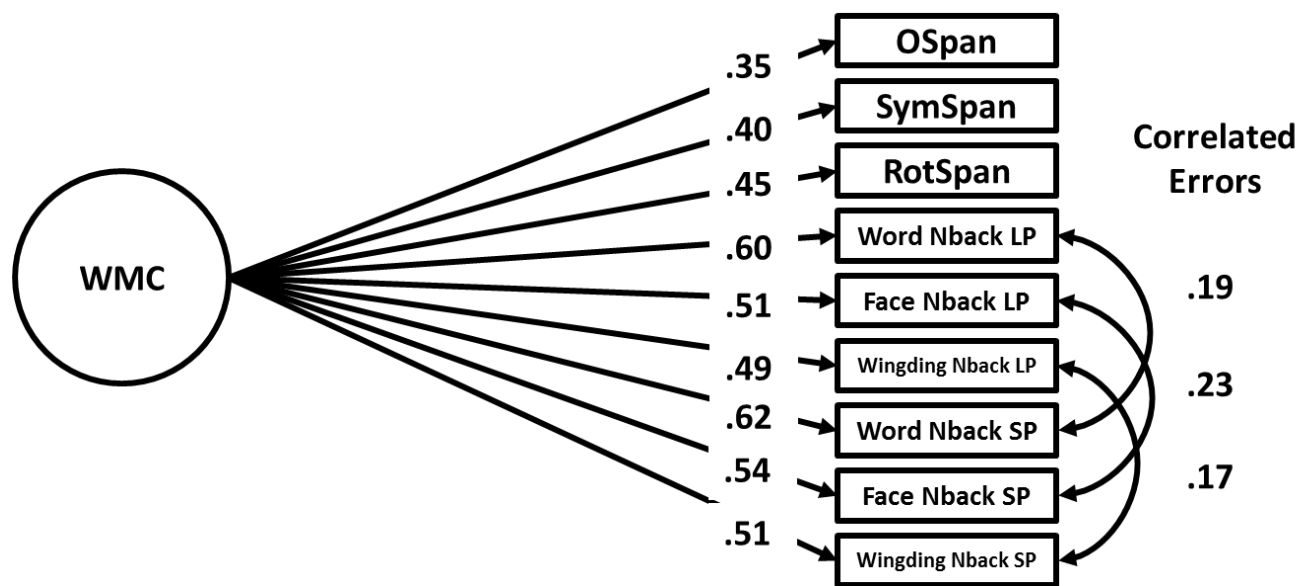 WMC
.35
.40
.45
.60
.51
.49
.62
.54
.51
OSpan
SymSpan
RotSpan
Word Nback LP
Face Nback LP
Wingding Nback LP
Word Nback SP
Face Nback SP
Wingding Nback SP
Correlated
Errors
.19
.23
.17